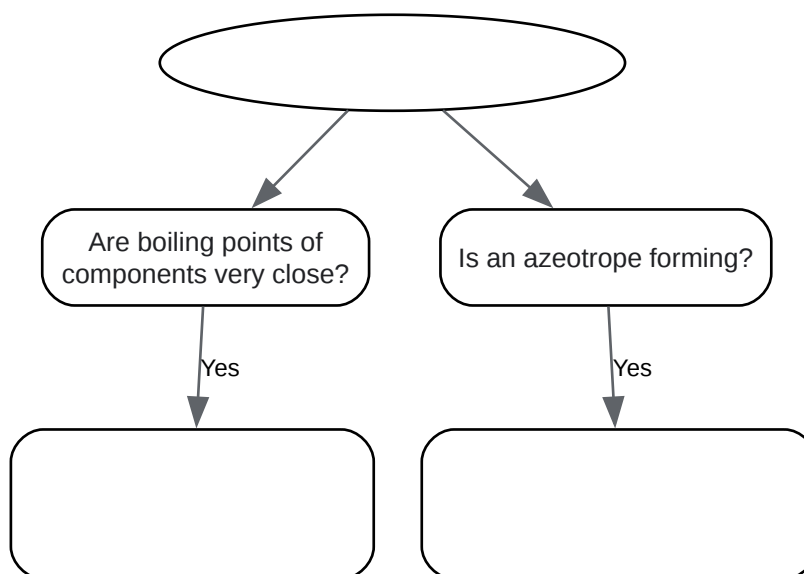 Are boiling points of
components very close?
Is an azeotrope forming?
Yes
Yes